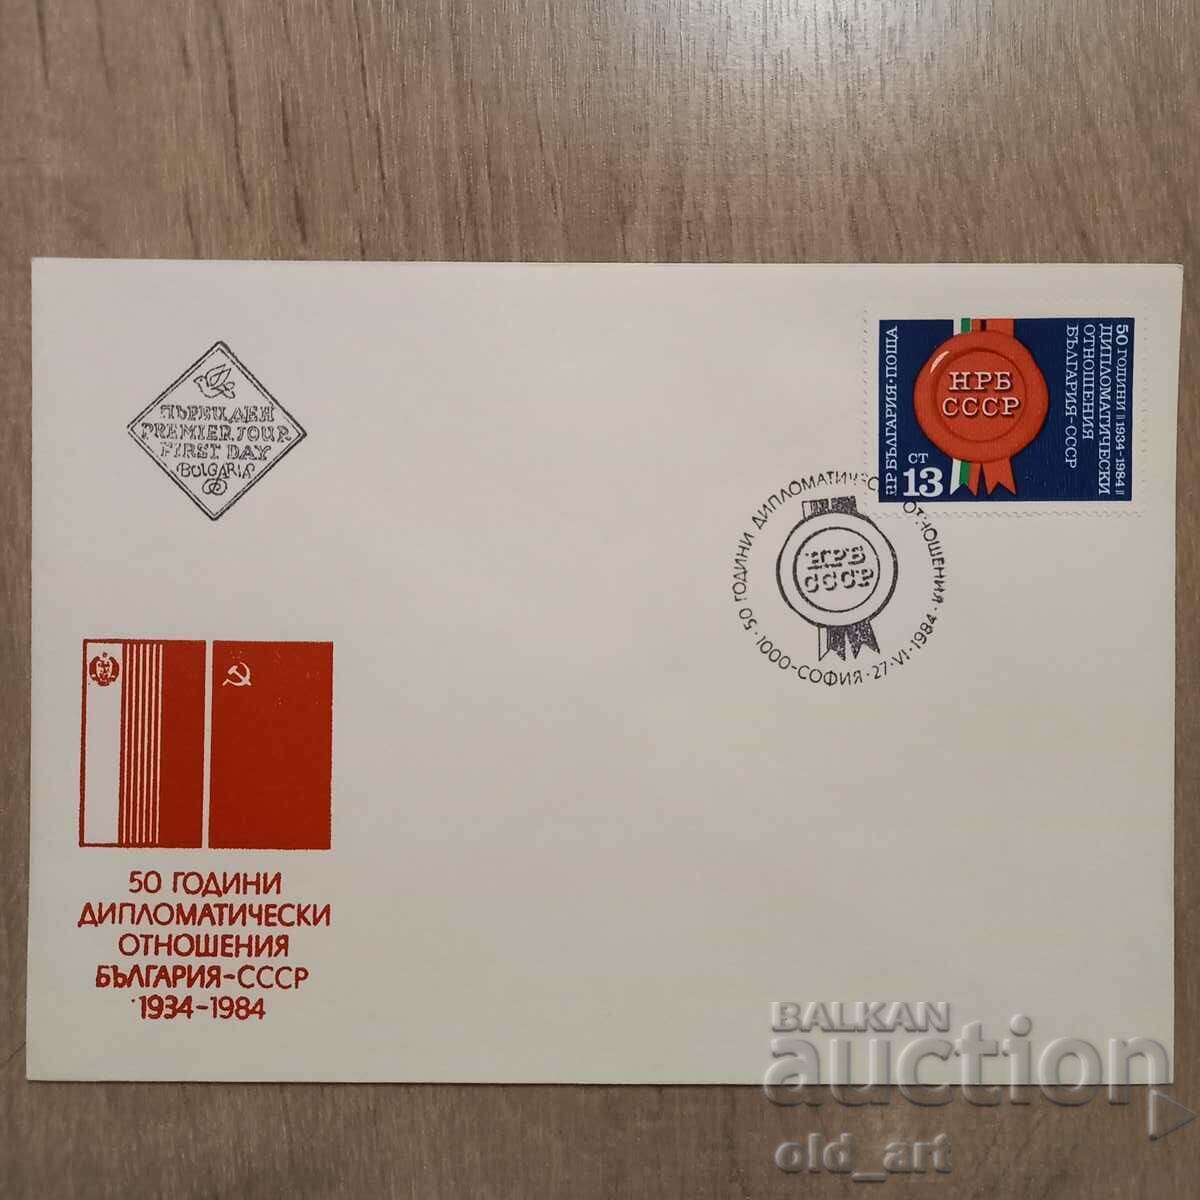 ПЪРВИ ДЕН
PREMIER JOUR
FIRST DAY
BULGARIA
НР БЪЛГАРИЯ·ПОЩА
СТ 13
НРБ
СССР
50 ГОДИНИ ||1934-1984||
ДИПЛОМАТИЧЕСКИ
ОТНОШЕНИЯ
БЪЛГАРИЯ-СССР
·50 ГОДИНИ ДИПЛОМАТИЧЕС ОТНОШЕНИЯ·
НРБ
СССР
1000-СОФИЯ·27·VI·1984·
50 ГОДИНИ
ДИПЛОМАТИЧЕСКИ
ОТНОШЕНИЯ
БЪЛГАРИЯ-СССР
1934-1984
BALKAN
auction
old_art